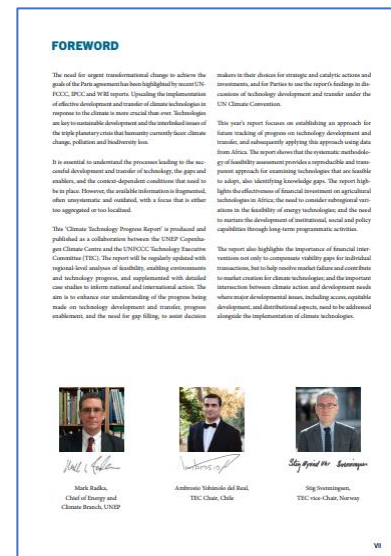 FOREWORD
The need for urgent transformational change to achieve the
goals of the Paris agreement has been highlighted by recent UN-
FCCC, IPCC and WRI reports. Upscaling the implementation
of effective development and transfer of climate technologies in
response to the climate is more crucial than ever. Technologies
are key to sustainable development and the interlinked issues of
the triple planetary crisis that humanity currently faces: climate
change, pollution and biodiversity loss.
It is essential to understand the processes leading to the suc-
cessful development and transfer of technology, the gaps and
enablers, and the context-dependent conditions that need to
be in place. However, the available information is fragmented,
often unsystematic and outdated, with a focus that is either
too aggregated or too localized.
This 'Climate Technology Progress Report' is produced and
published as a collaboration between the UNEP Copenha-
gen Climate Centre and the UNFCCC Technology Executive
Committee (TEC). The report will be regularly updated with
regional-level analyses of feasibility, enabling environments
and technology progress, and supplemented with detailed
case studies to inform national and international action. The
aim is to enhance our understanding of the progress being
made on technology development and transfer, progress
enablement, and the need for gap filling, to assist decision
makers in their choices for strategic and catalytic actions and
investments, and for Parties to use the report's findings in dis-
cussions of technology development and transfer under the
UN Climate Convention.
This year's report focuses on establishing an approach for
future tracking of progress on technology development and
transfer, and subsequently applying this approach using data
from Africa. The report shows that the systematic methodolo-
gy of feasibility assessment provides a reproducible and trans-
parent approach for examining technologies that are feasible
to adopt, also identifying knowledge gaps. The report high-
lights the effectiveness of financial investment on agricultural
technologies in Africa; the need to consider subregional vari-
ations in the feasibility of energy technologies; and the need
to nurture the development of institutional, social and policy
capabilities through long-term programmatic activities.
The report also highlights the importance of financial inter-
ventions not only to compensate viability gaps for individual
transactions, but to help resolve market failure and contribute
to market creation for climate technologies; and the important
intersection between climate action and development needs
where major developmental issues, including access, equitable
development, and distributional aspects, need to be addressed
alongside the implementation of climate technologies.
Mark Radka,
Chief of Energy and
Climate Branch, UNEP
Ambrosio Yobánolo del Real,
TEC Chair, Chile
Stig Øyvind Uhr Svenningsen
Stig Svenningsen,
TEC vice-Chair, Norway
VII